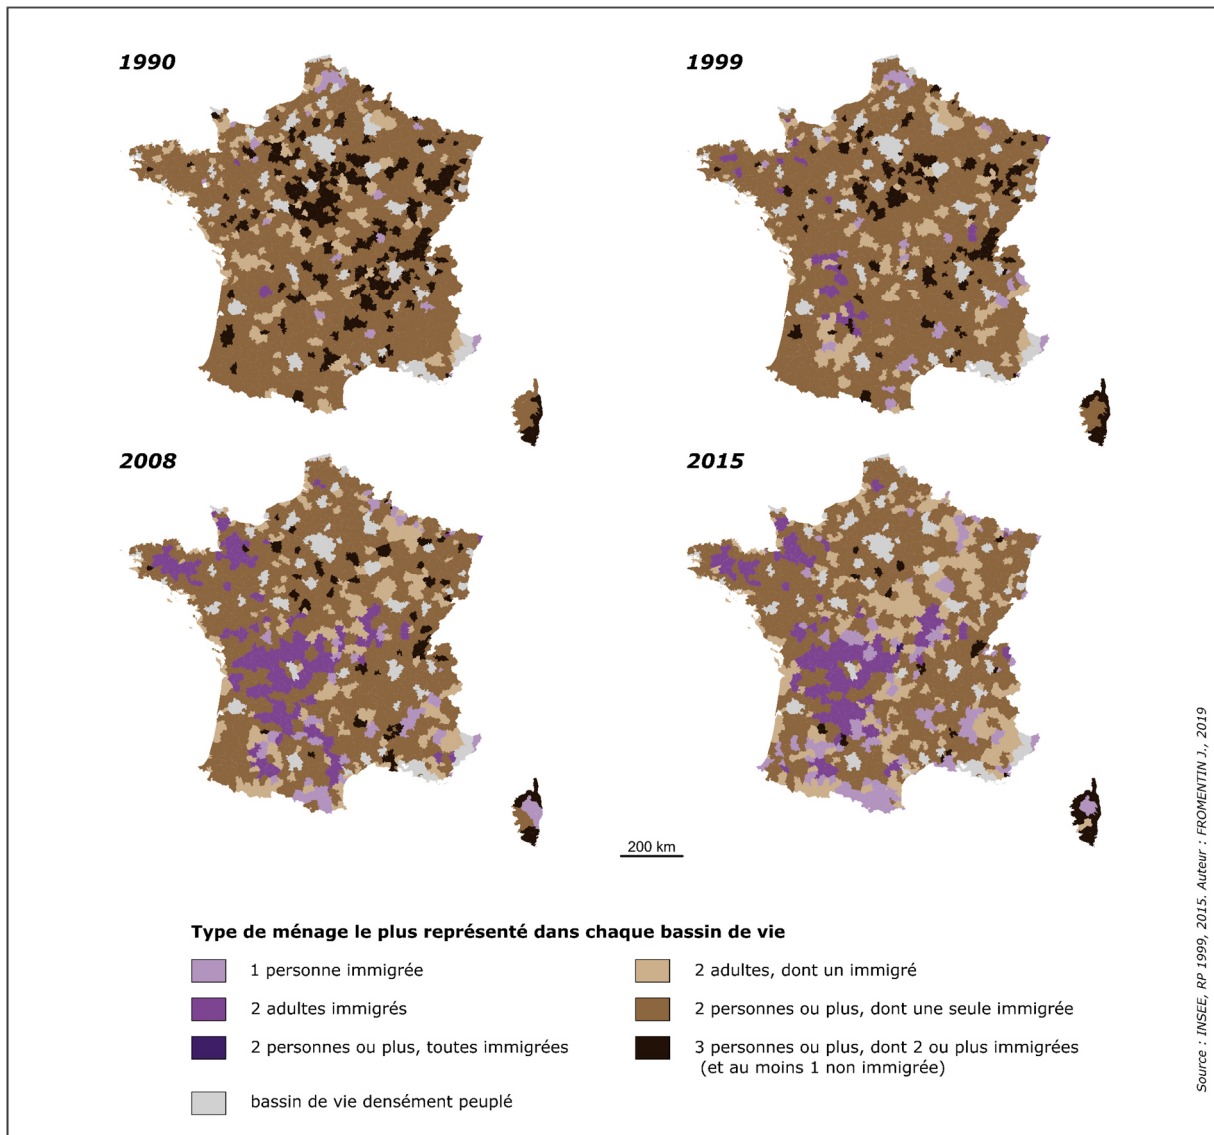 1990
1999
2008
2015
200 km
Type de ménage le plus représenté dans chaque bassin de vie
1 personne immigrée
2 adultes immigrés
2 personnes ou plus, toutes immigrées
bassin de vie densément peuplé
2 adultes, dont un immigré
2 personnes ou plus, dont une seule immigrée
3 personnes ou plus, dont 2 ou plus immigrées
(et au moins 1 non immigrée)
Source : INSEE, RP 1999, 2015. Auteur : FROMENTIN J., 2019